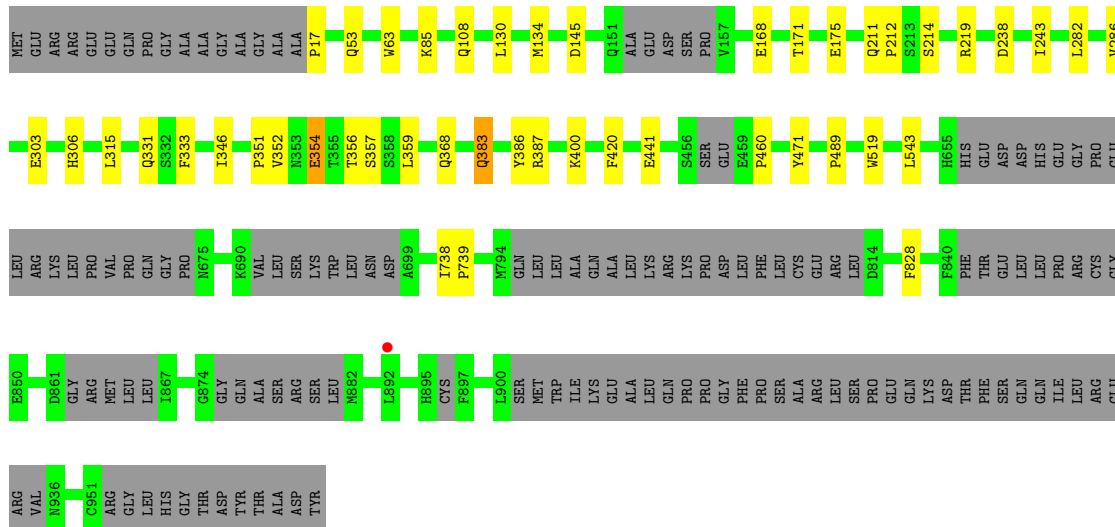 MET GLU ARG ARG GLU GLU GLN PRO GLY ALA ALA GLY ALA GLY ALA ALA P17 Q53 W63 K85 Q108 L130 M134 D145 Q151 ALA GLU ASP SER PRO V157 E168 T171 E175 Q211 P212 S213 S214 R219 D238 I243 L282
E303 H306 L315 Q331 S332 F333 I346 P351 V352 N353 E354 T355 T356 S357 S358 L359 Q368 Q383 Y386 R387 K400 F420 E441 S456 SER GLU E459 P460 Y471 P489 W519 L543 H655 HIS GLU ASP ASP HIS GLU GLY PRO GLU
LEU ARG LYS LEU PRO VAL PRO GLN GLY PRO N675 K690 VAL LEU SER LYS TRP LEU ASN ASP A699 I738 P739 M794 GLN LEU LEU ALA GLN ALA LEU LYS ARG LYS PRO ASP LEU PHE LEU CYS GLU ARG LEU D814 F828 F840 PHE THR GLU LEU LEU PRO ARG CYS GLY
E850 D861 GLY ARG MET LEU LEU I867 G874 GLY GLN ALA SER ARG SER LEU M882 L892 H895 CYS F897 L900 SER MET TRP ILE LYS GLU ALA LEU GLN PRO PRO GLY PHE PRO SER ALA ARG LEU SER PRO GLU GLN LYS ASP THR PHE SER GLN GLN ILE LEU ARG GLU
ARG VAL N936 C951 ARG GLY LEU HIS GLY THR ASP TYR THR ALA ASP TYR